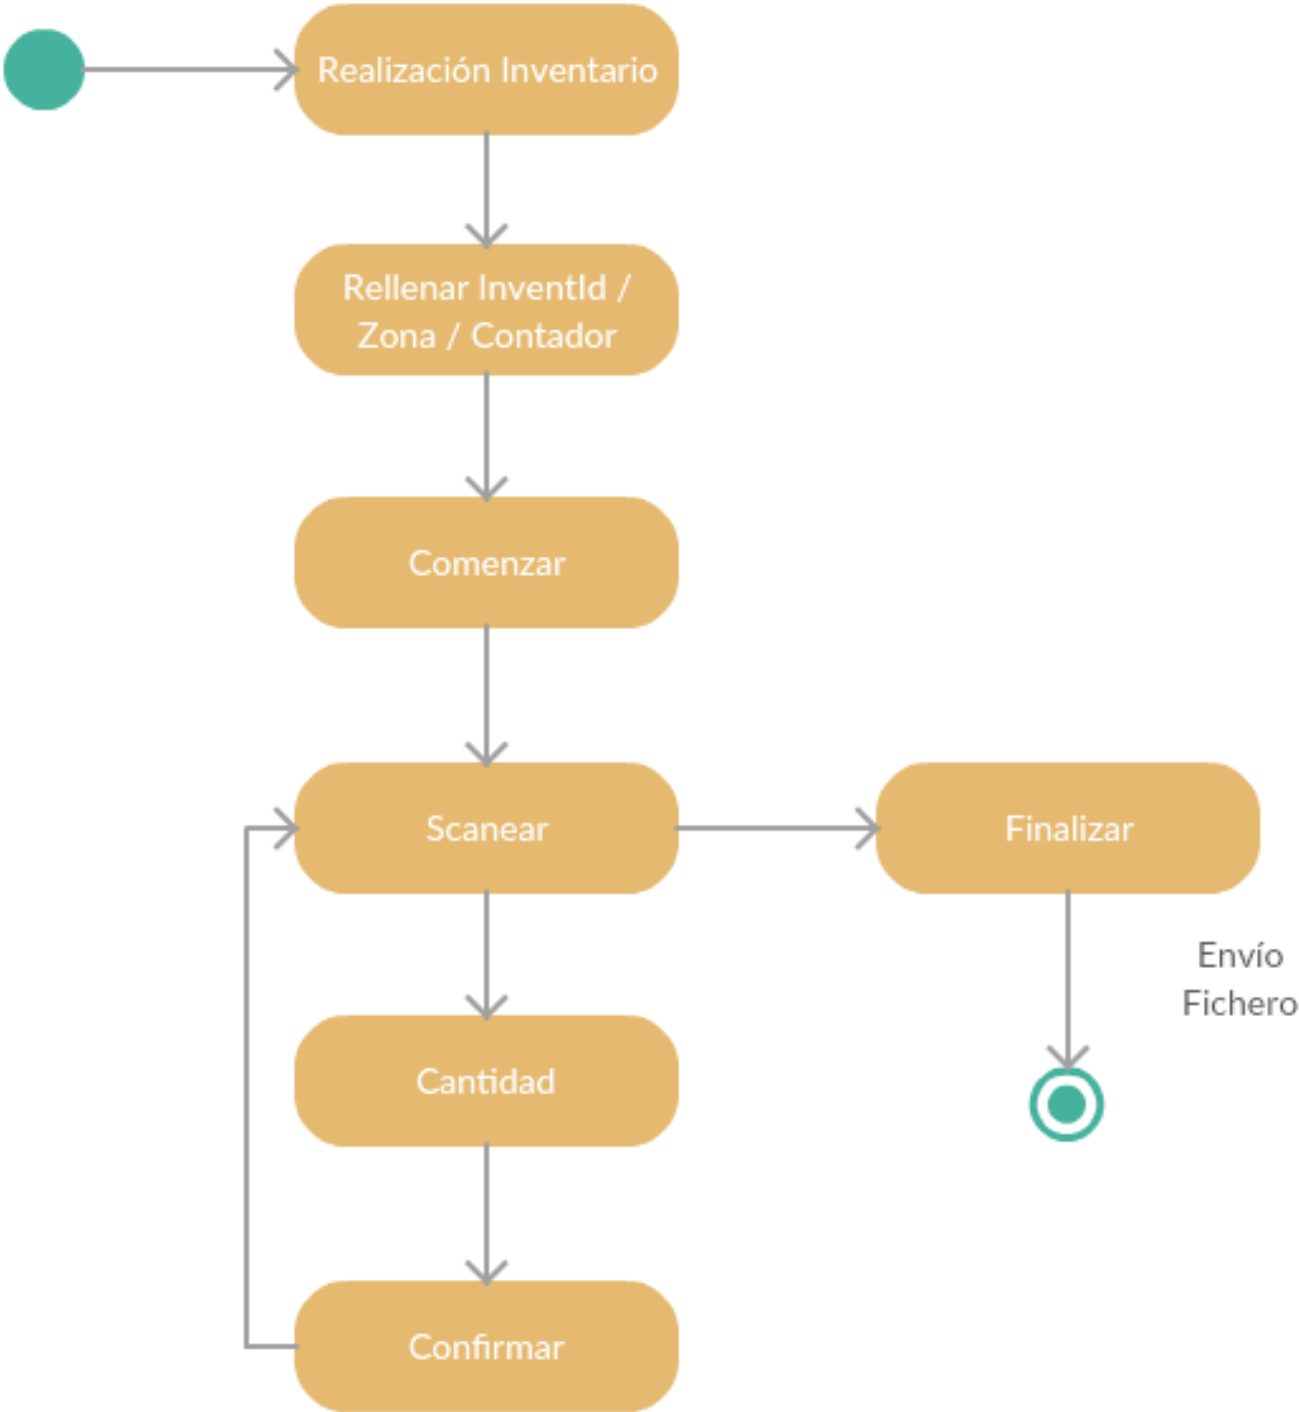 Realización Inventario
Rellenar InventId /
Zona / Contador
Comenzar
Scanear
Finalizar
Envío
Fichero
Cantidad
Confirmar